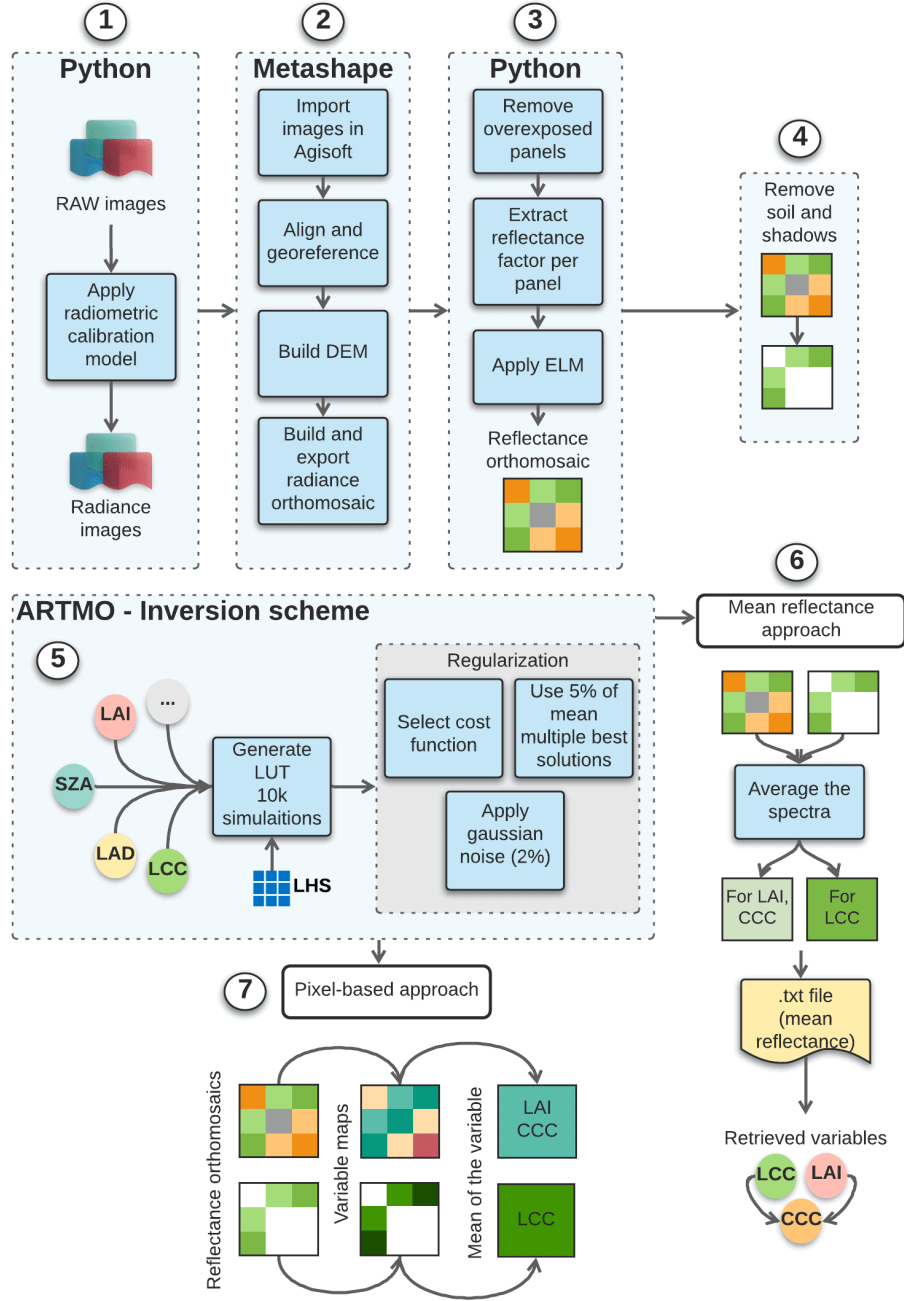 1
Python
RAW images
Apply
radiometric
calibration
model
Radiance
images
2
Metashape
Import
images in
Agisoft
Align and
georeference
Build DEM
Build and
export
radiance
orthomosaic
3
Python
Remove
overexposed
panels
Extract
reflectance
factor per
panel
Apply ELM
Reflectance
orthomosaic
4
Remove
soil and
shadows
ARTMO - Inversion scheme
5
LAI
...
SZA
LAD
LCC
Generate
LUT
10k
simulaitions
LHS
Regularization
Select cost
function
Use 5% of
mean
multiple best
solutions
Apply
gaussian
noise (2%)
6
Mean reflectance
approach
Average the
spectra
For LAI,
CCC
For
LCC
.txt file
(mean
reflectance)
Retrieved variables
LCC
LAI
CCC
7
Pixel-based approach
Reflectance orthomosaics
Variable maps
Mean of the variable
LAI
CCC
LCC